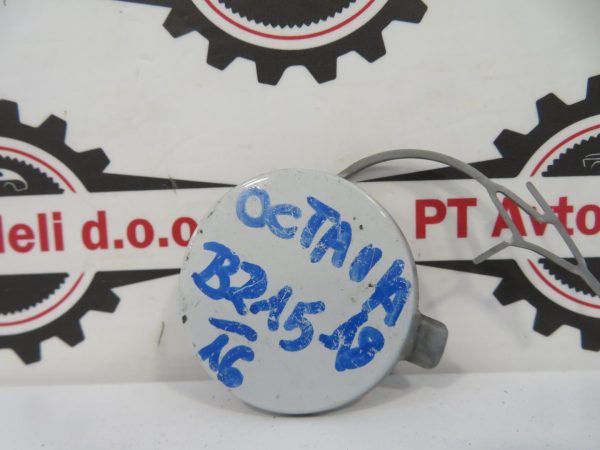 deli d.o.o.
PT Avto
OCTAVIA
B2.15.18
16